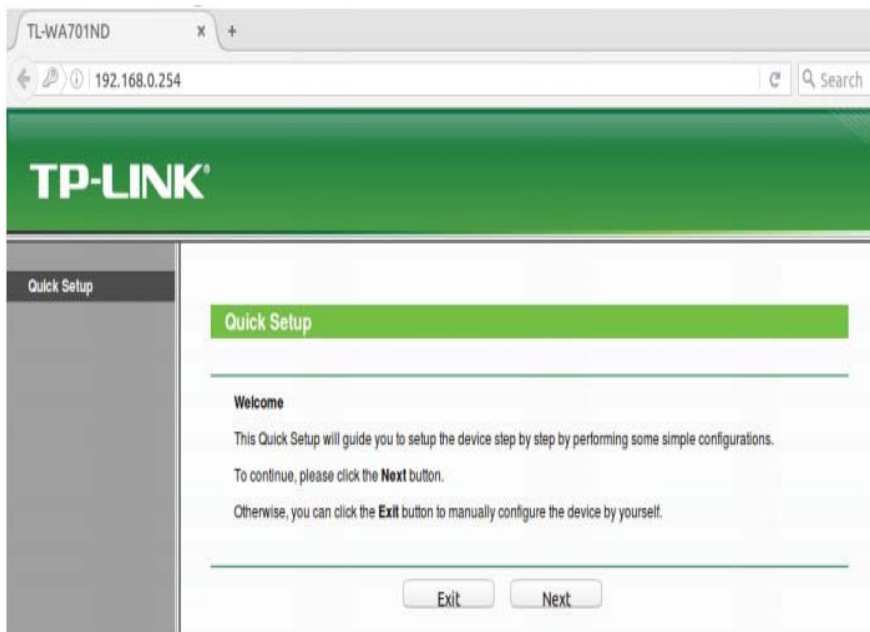 TL-WA701ND
192.168.0.254
Search
TP-LINK®
Quick Setup
Quick Setup
Welcome
This Quick Setup will guide you to setup the device step by step by performing some simple configurations.
To continue, please click the Next button.
Otherwise, you can click the Exit button to manually configure the device by yourself.
Exit Next